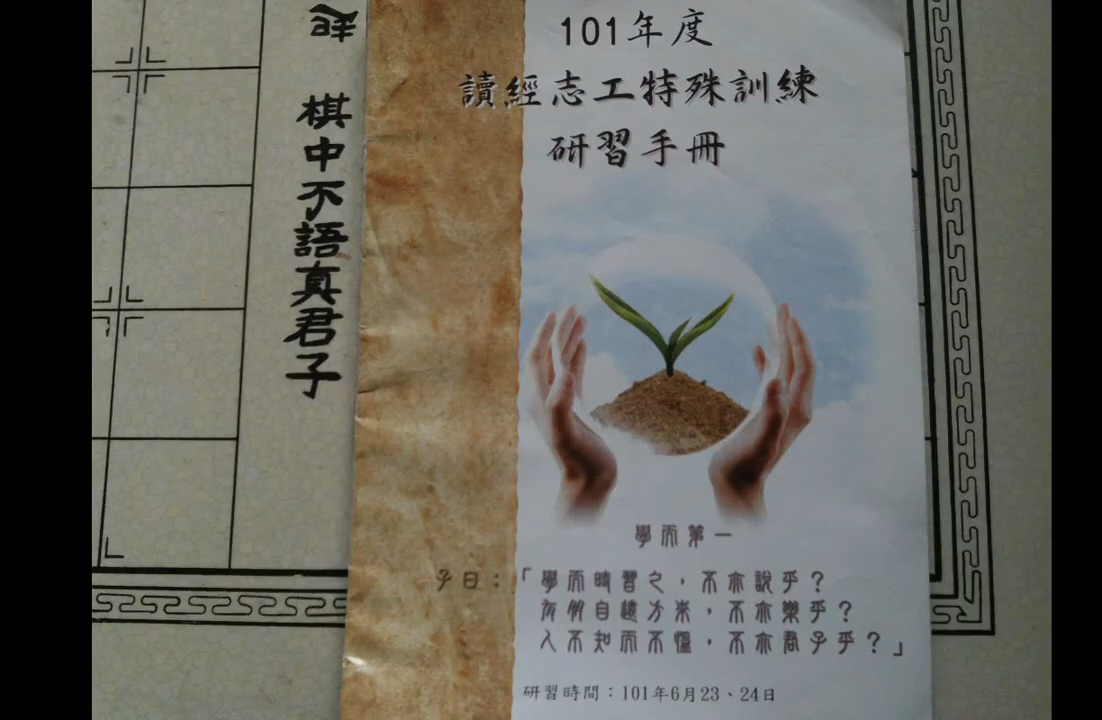 棋中不語真君子
101年度
讀經志工特殊訓練
研習手冊
學而第一
子曰：「學而時習之，不亦說乎？
有朋自遠方來，不亦樂乎？
人不知而不慍，不亦君子乎？」
研習時間：101年6月23、24日